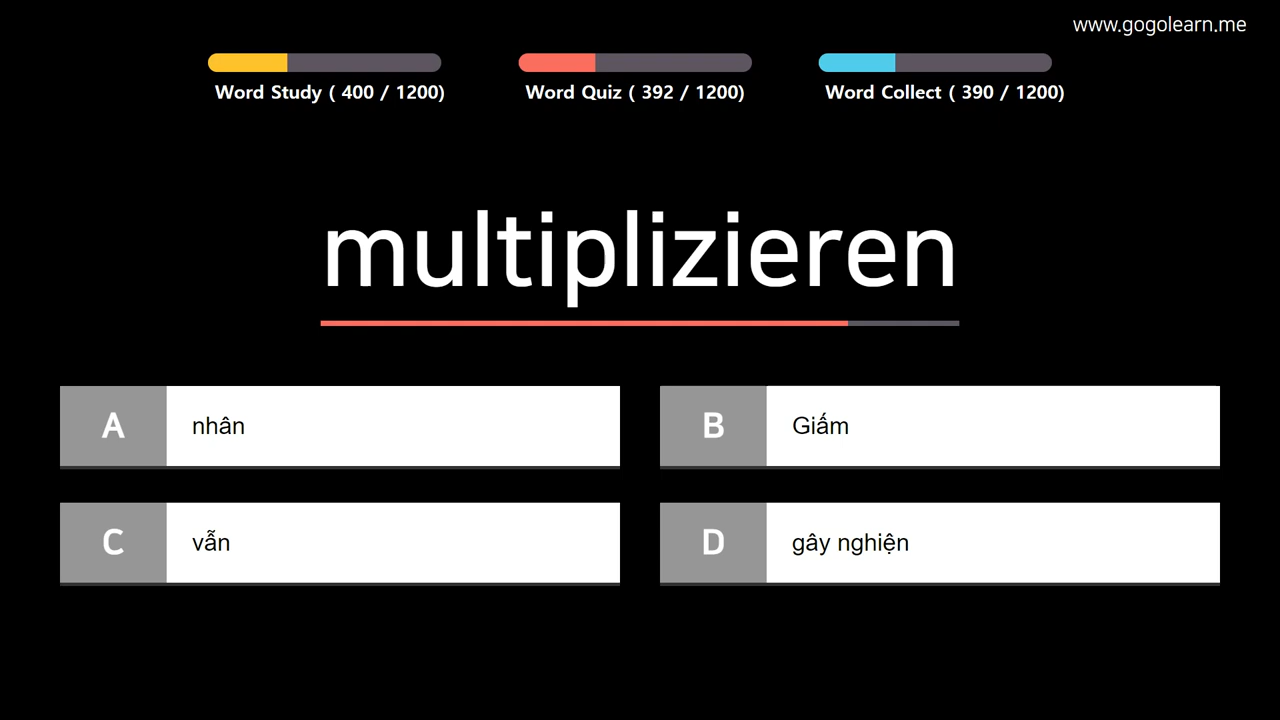 www.gogolearn.me
Word Study ( 400 / 1200)
Word Quiz ( 392 / 1200)
Word Collect ( 390 / 1200)
multiplizieren
A nhân
B Giấm
C vẫn
D gây nghiện